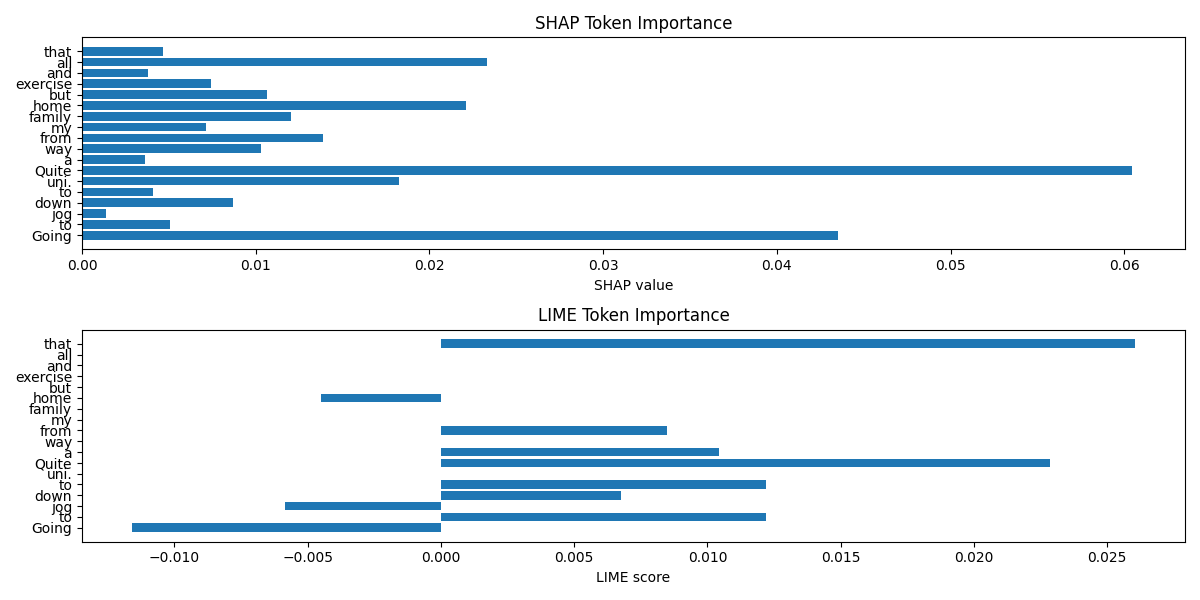 SHAP Token Importance
that
all
and
exercise
but
home
family
my
from
way
a
Quite
uni.
to
down
jog
to
Going
0.00 0.01 0.02 0.03 0.04 0.05 0.06
SHAP value
LIME Token Importance
that
all
and
exercise
but
home
family
my
from
way
a
Quite
uni.
to
down
jog
to
Going
−0.010 −0.005 0.000 0.005 0.010 0.015 0.020 0.025
LIME score